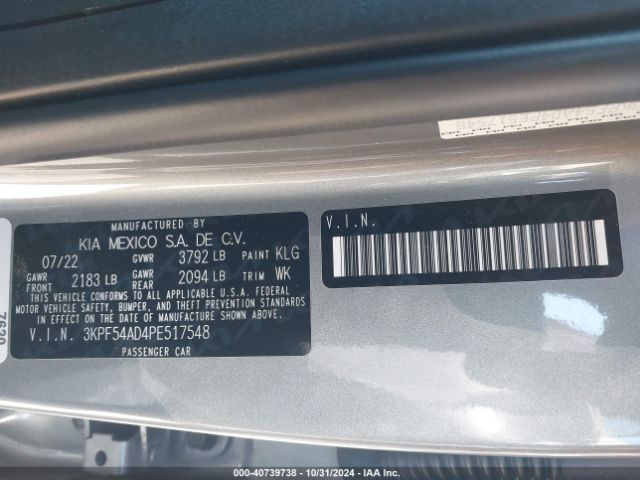 MANUFACTURED BY
KIA MEXICO S.A. DE C.V.
07/22 GVWR 3792 LB PAINT KLG
GAWR FRONT 2183 LB GAWR REAR 2094 LB TRIM WK
THIS VEHICLE CONFORMS TO ALL APPLICABLE U.S.A. FEDERAL
MOTOR VEHICLE SAFETY, BUMPER, AND THEFT PREVENTION STANDARDS
IN EFFECT ON THE DATE OF MANUFACTURE SHOWN ABOVE.
V.I.N. 3KPF54AD4PE517548
PASSENGER CAR
V.I.N.
7620
000-40739738 - 10/31/2024 - IAA Inc.